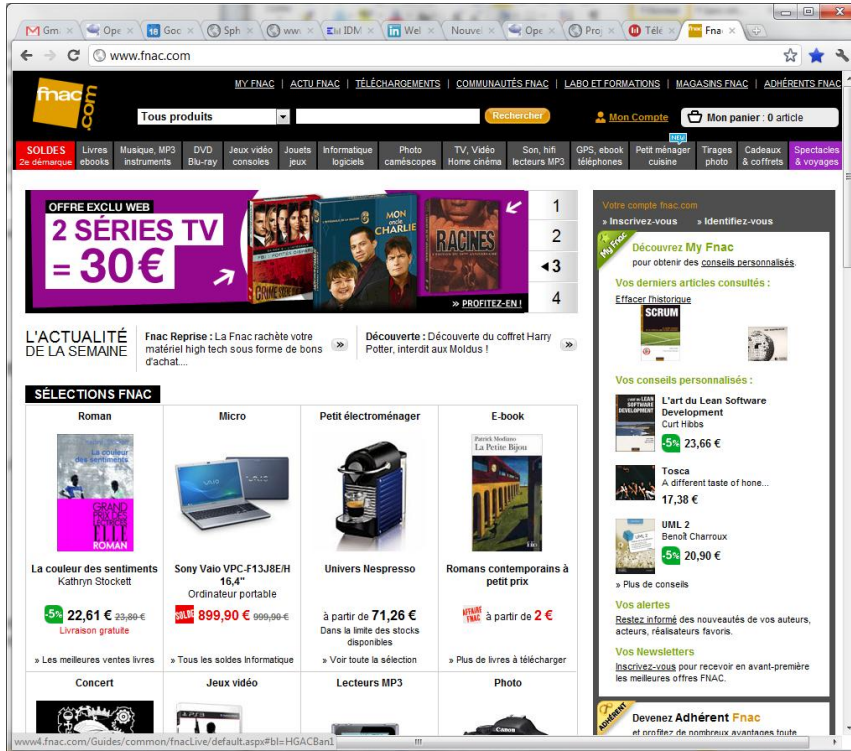 Gm
Ope
18 Goc
Sph
ww
EM IDM
in Wel
Nouvel
Ope
Proj
Télé
Fna
www.fnac.com
fnac
.com
MY FNAC | ACTU FNAC | TÉLÉCHARGEMENTS | COMMUNAUTÉS FNAC | LABO ET FORMATIONS | MAGASINS FNAC | ADHÉRENTS FNAC
Tous produits
Rechercher
Mon Compte
Mon panier : 0 article
NEW
SOLDES
2e démarque
Livres
ebooks
Musique, MP3
instruments
DVD
Blu-ray
Jeux vidéo
consoles
Jouets
jeux
Informatique
logiciels
Photo
caméscopes
TV, Vidéo
Home cinéma
Son, hifi
lecteurs MP3
GPS, ebook
téléphones
Petit ménager
cuisine
Tirages
photo
Cadeaux
& coffrets
Spectacles
& voyages
OFFRE EXCLU WEB
2 SÉRIES TV
= 30€
MON
oncle
CHARLIE
RACINES
» PROFITEZ-EN !
1
2
3
4
L'ACTUALITÉ
DE LA SEMAINE
Fnac Reprise : La Fnac rachète votre
matériel high tech sous forme de bons
d'achat....
Découverte : Découverte du coffret Harry
Potter, interdit aux Moldus !
SÉLECTIONS FNAC
Roman
La couleur
des sentiments
GRAND
PRIX DES
LECTRICES
ELLE
ROMAN
La couleur des sentiments
Kathryn Stockett
-5% 22,61 € 23,80 €
Livraison gratuite
» Les meilleures ventes livres
Micro
VAIO
Sony Vaio VPC-F13J8E/H
16,4"
Ordinateur portable
SOLDE 899,90 € 999,90 €
» Tous les soldes Informatique
Petit électroménager
Univers Nespresso
à partir de 71,26 €
Dans la limite des stocks
disponibles
» Voir toute la sélection
E-book
Patrick Modiano
La Petite Bijou
Romans contemporains à
petit prix
AFFAIRE
FNAC à partir de 2 €
» Plus de livres à télécharger
Concert
Jeux vidéo
Lecteurs MP3
Photo
PS3
Canon
Votre compte fnac.com
» Inscrivez-vous » Identifiez-vous
My Fnac
Découvrez My Fnac
pour obtenir des conseils personnalisés.
Vos derniers articles consultés :
Effacer l'historique
SCRUM
Vos conseils personnalisés :
L'ART du LEAN
SOFTWARE
DEVELOPMENT
L'art du Lean Software
Development
Curt Hibbs
-5% 23,66 €
Tosca
A different taste of hone...
17,38 €
UML 2
UML 2
Benoît Charroux
-5% 20,90 €
» Plus de conseils
Vos alertes
Restez informé des nouveautés de vos auteurs,
acteurs, réalisateurs favoris.
Vos Newsletters
Inscrivez-vous pour recevoir en avant-première
les meilleures offres FNAC.
ADHÉRENT
Devenez Adhérent Fnac
et profitez de nombreux avantages toute
www4.fnac.com/Guides/common/fnacLive/default.aspx#bl=HGACBan1